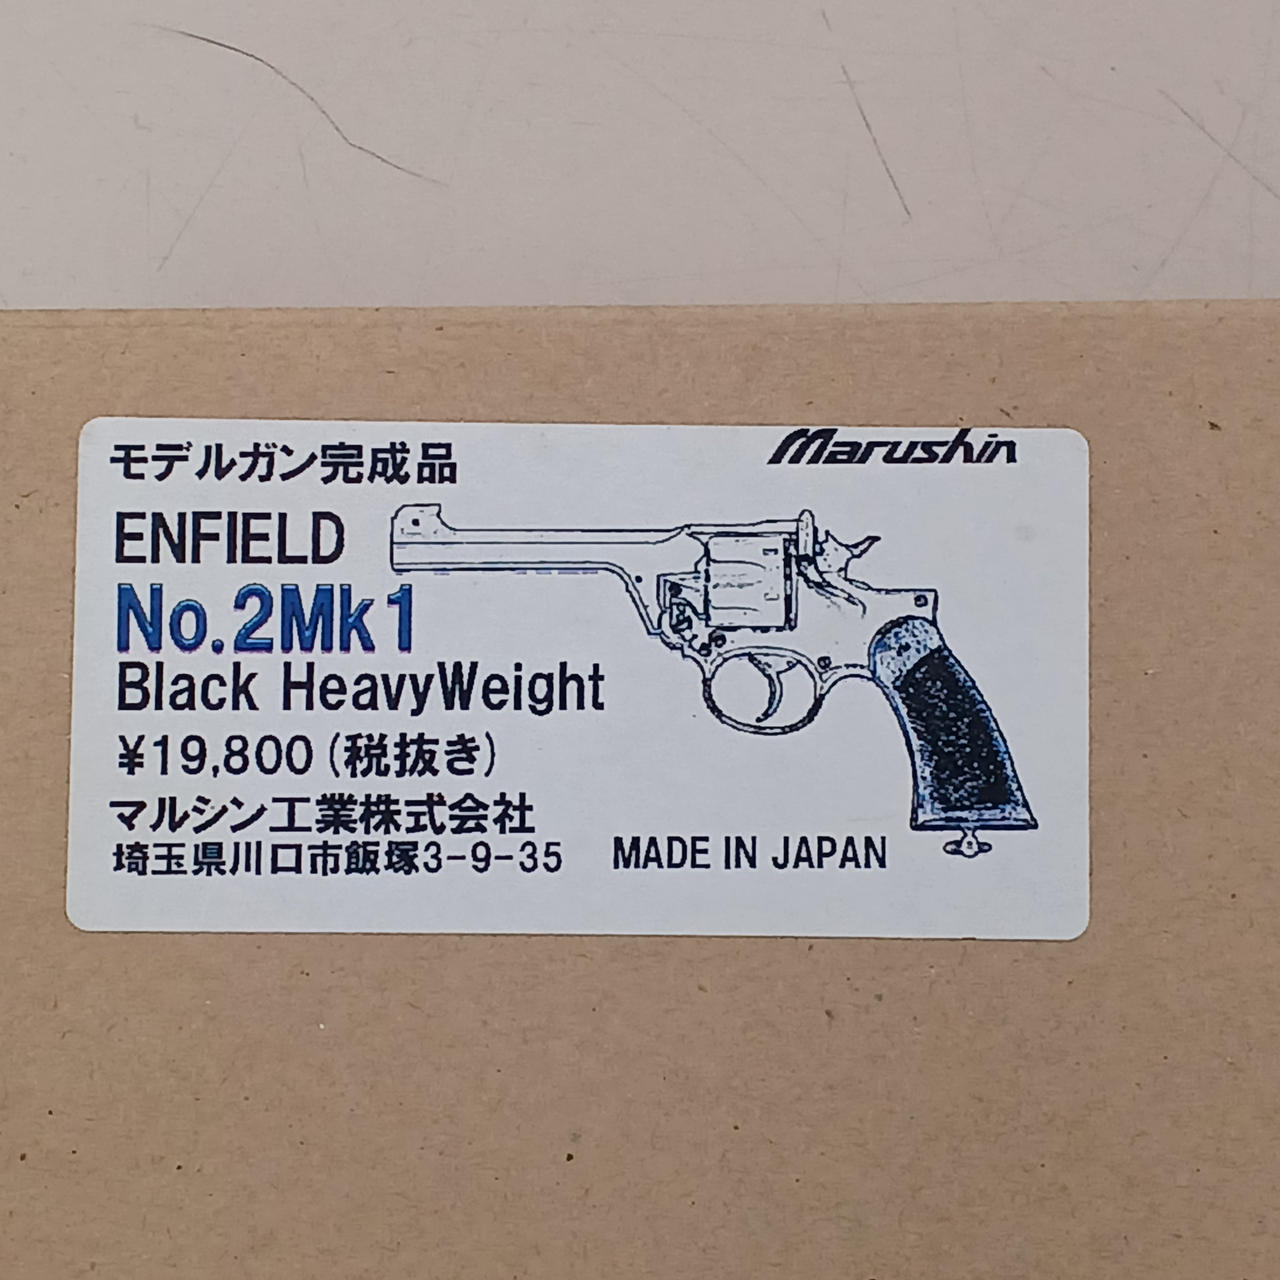 モデルガン完成品
Marushin
ENFIELD
No.2Mk1
Black HeavyWeight
¥19,800(税抜き)
マルシン工業株式会社
埼玉県川口市飯塚3-9-35 MADE IN JAPAN